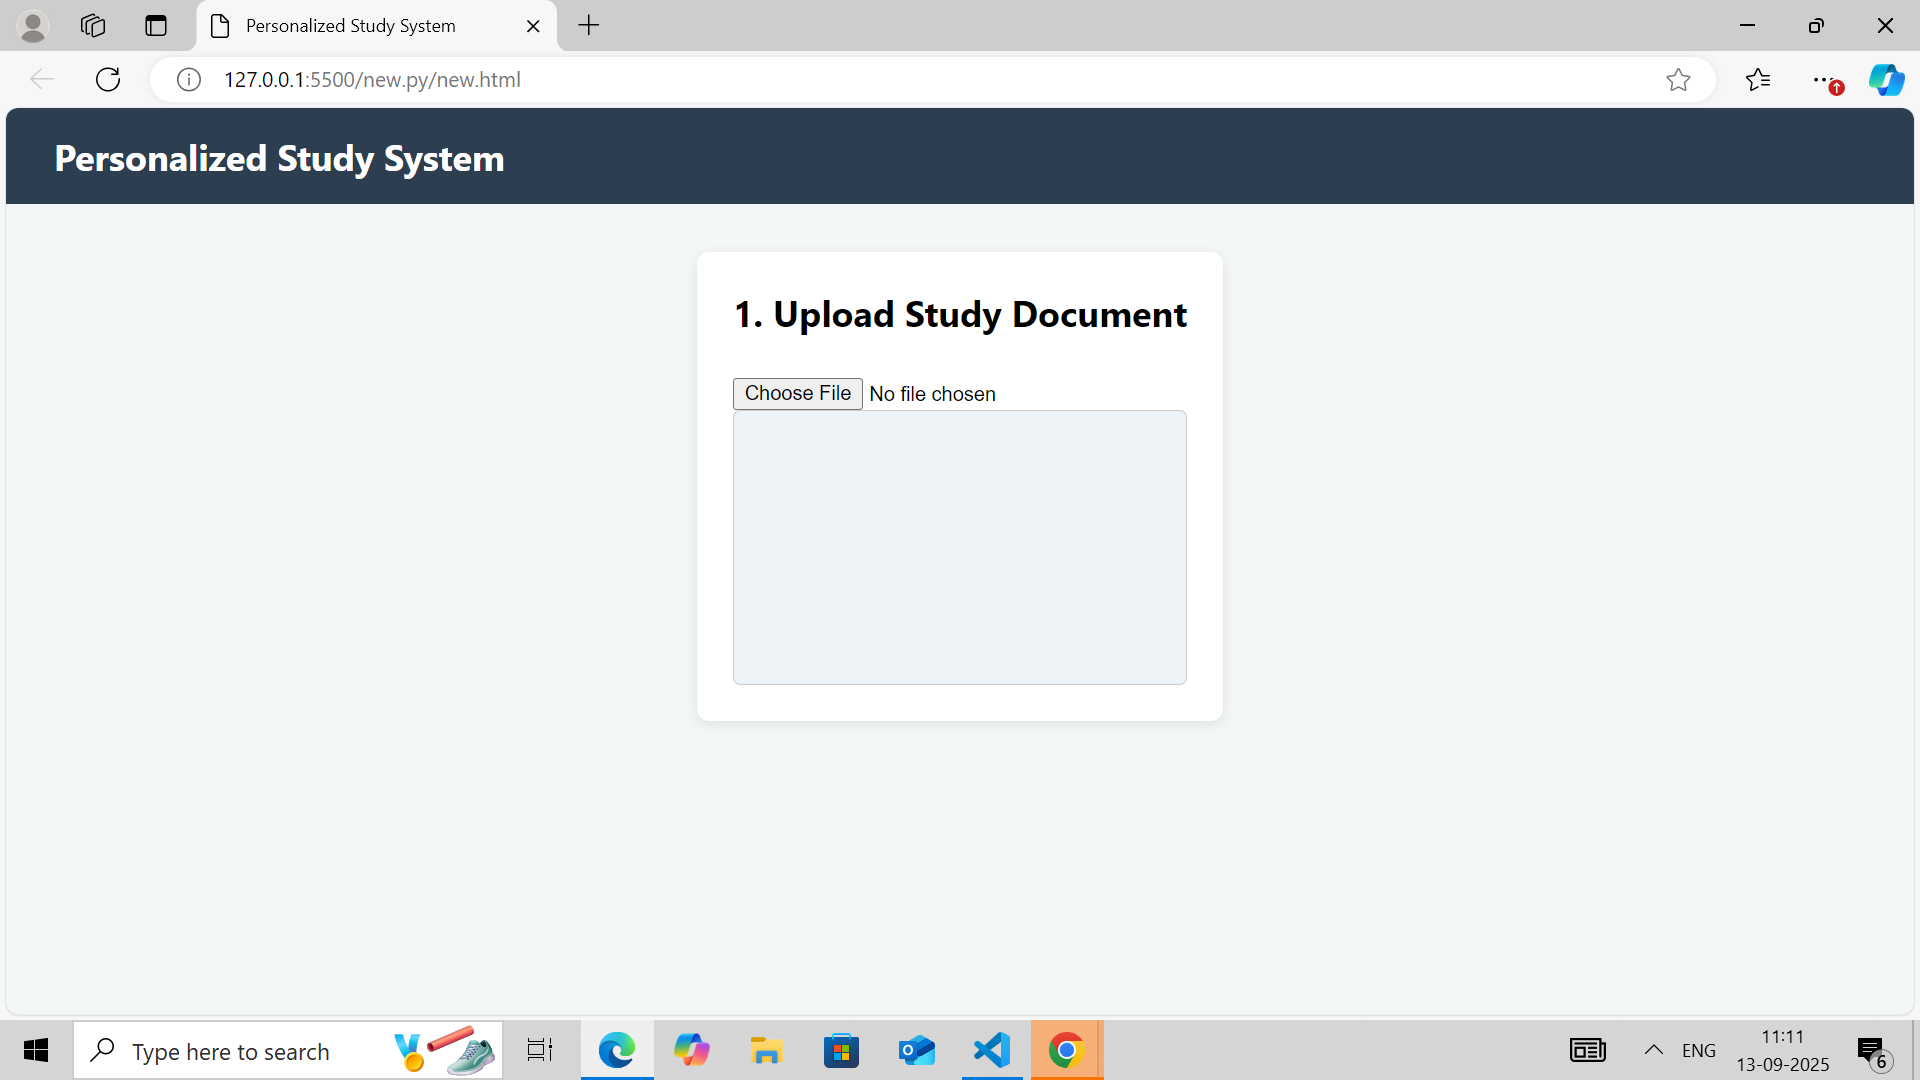 Personalized Study System
127.0.0.1:5500/new.py/new.html
Personalized Study System
1. Upload Study Document
Choose File No file chosen
Type here to search
ENG
11:11
13-09-2025
6